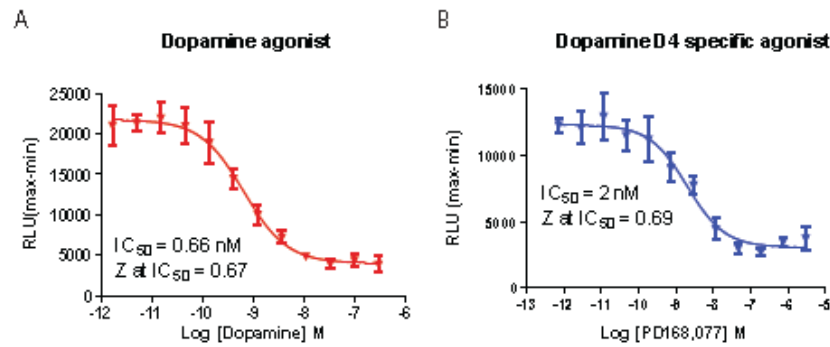 A
Dopamine agonist
RLU(max-min)
25000
20000
15000
10000
5000
0
IC50 = 0.66 nM
Z at IC50 = 0.67
-12 -11 -10 -9 -8 -7 -6
Log [Dopamine] M
B
Dopamine D4 specific agonist
RLU (max-min)
15000
10000
5000
0
IC50 = 2 nM
Z at IC50 = 0.69
-13 -12 -11 -10 -9 -8 -7 -6 -5
Log [PD168,077] M